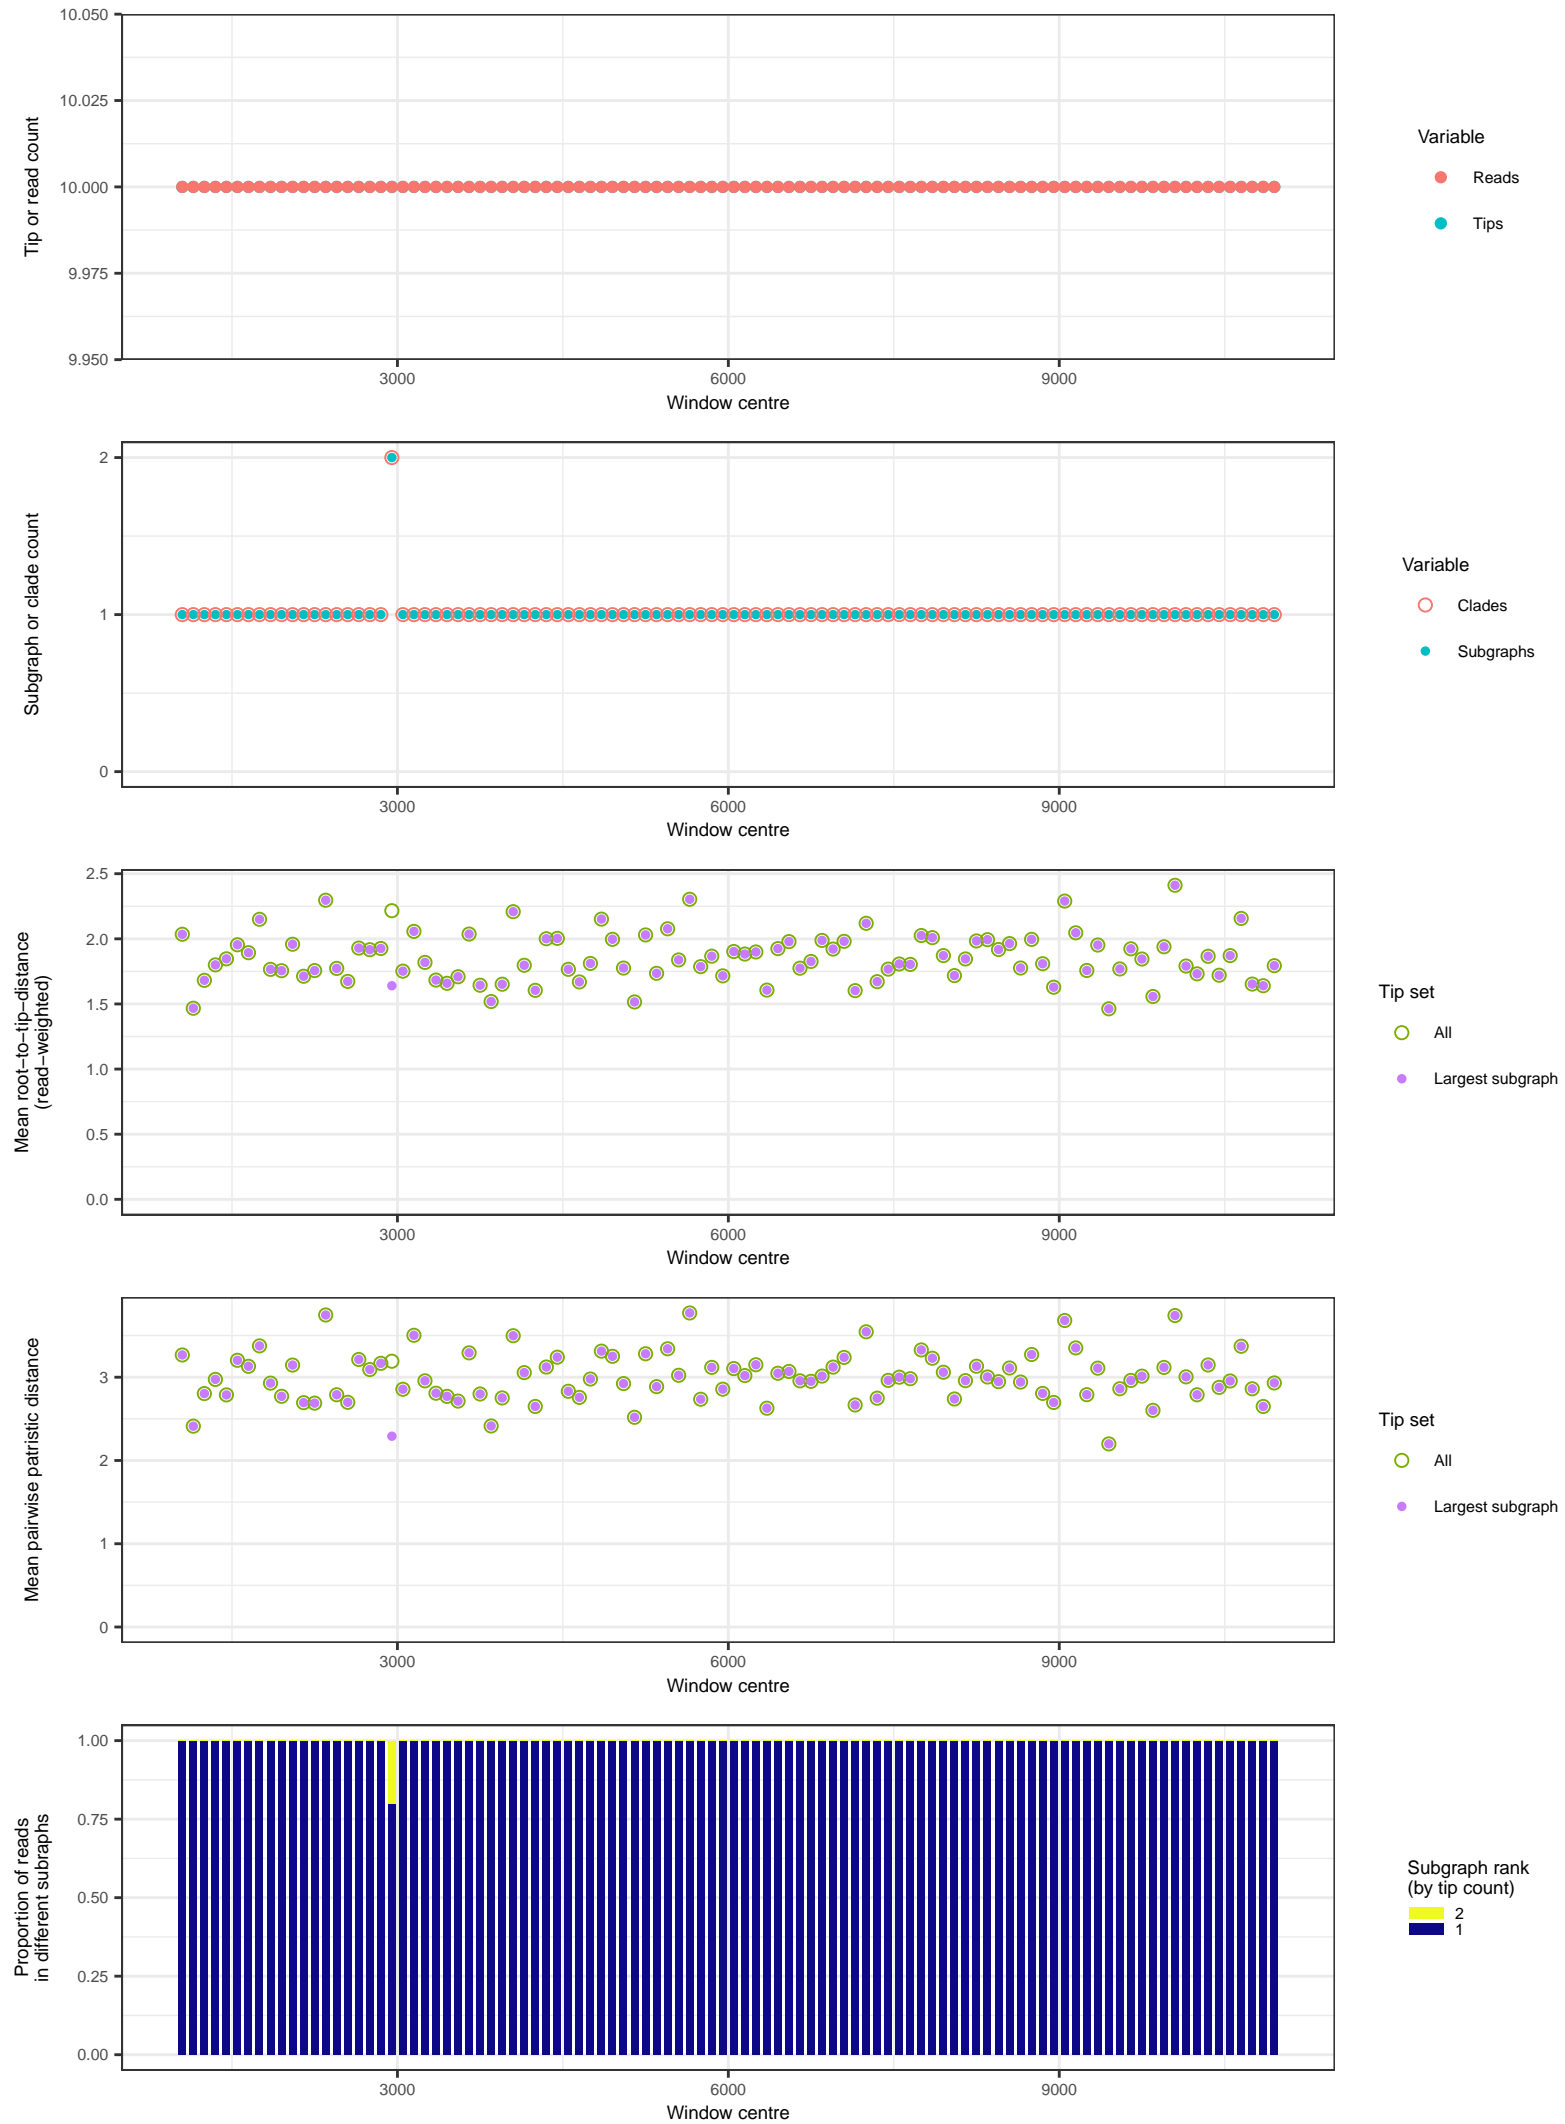 10.050
10.025
10.000
9.975
9.950
Tip or read count
3000
6000
9000
Window centre
Variable
Reads
Tips
2
1
0
Subgraph or clade count
3000
6000
9000
Window centre
Variable
Clades
Subgraphs
2.5
2.0
1.5
1.0
0.5
0.0
Mean root−to−tip−distance
(read−weighted)
3000
6000
9000
Window centre
Tip set
All
Largest subgraph
3
2
1
0
Mean pairwise patristic distance
3000
6000
9000
Window centre
Tip set
All
Largest subgraph
1.00
0.75
0.50
0.25
0.00
Proportion of reads
in different subraphs
3000
6000
9000
Window centre
Subgraph rank
(by tip count)
2
1